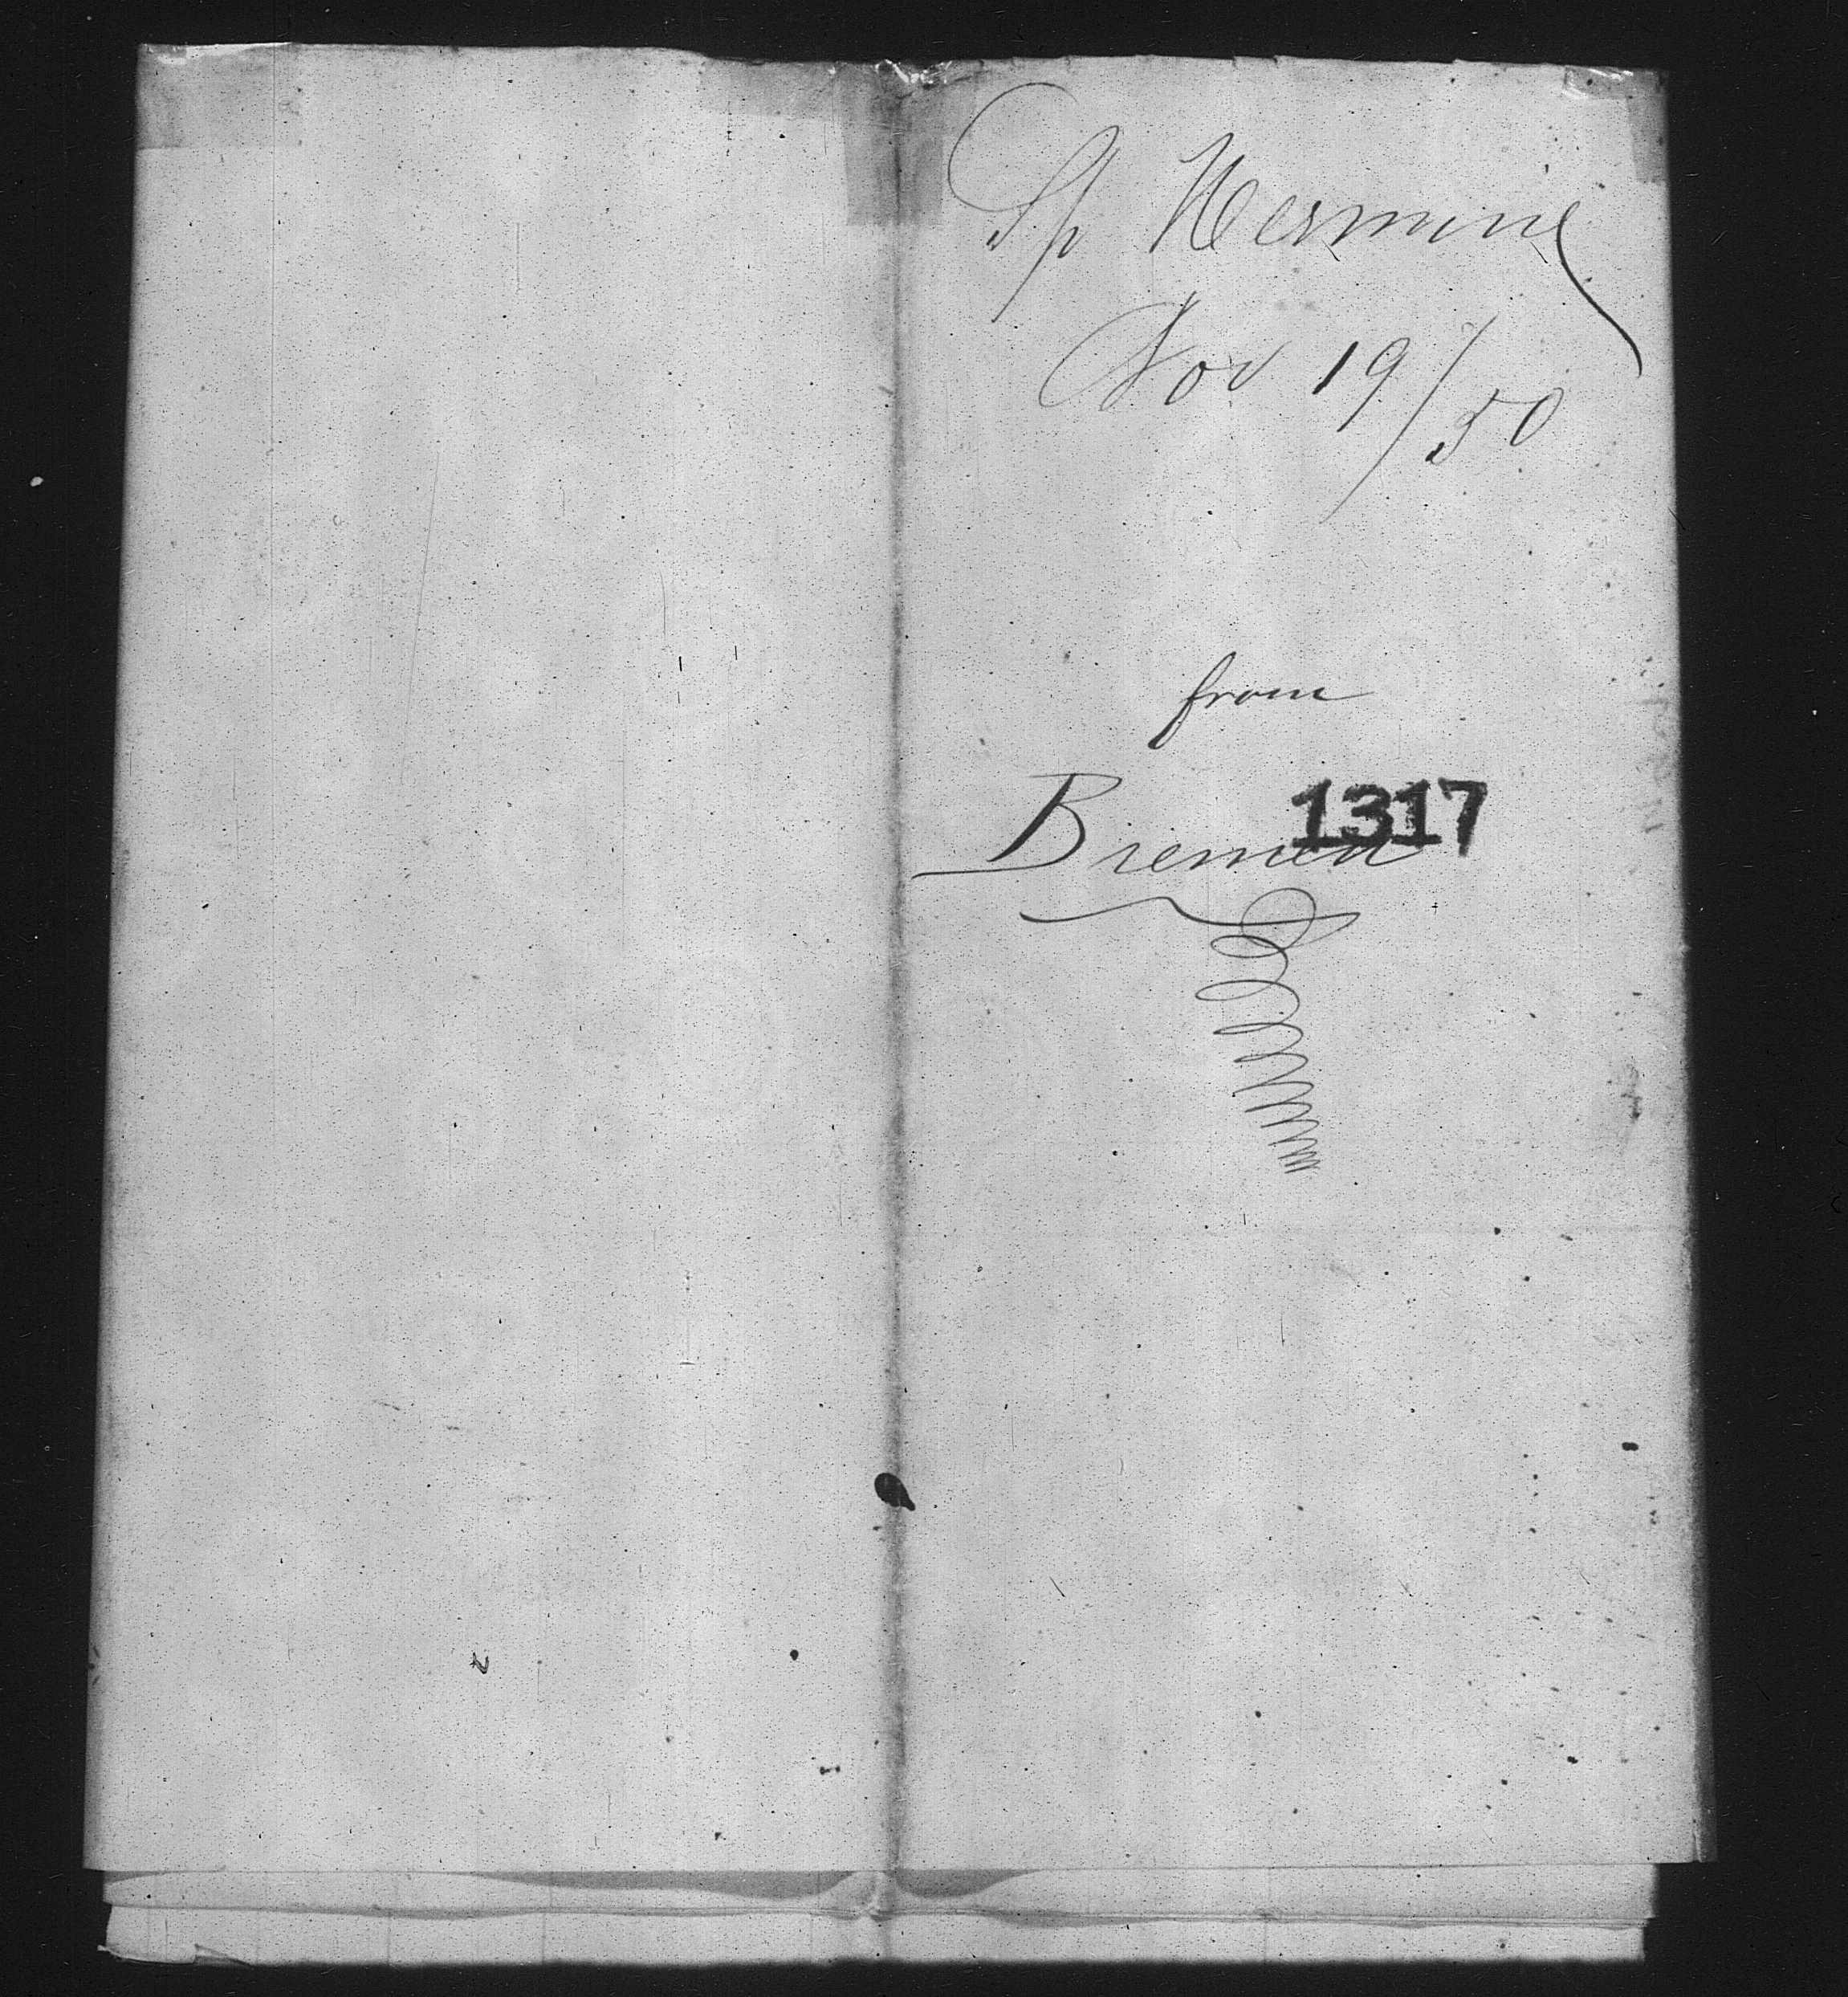 Sp Hermine
Nov 19/50
from
1317
Bremen